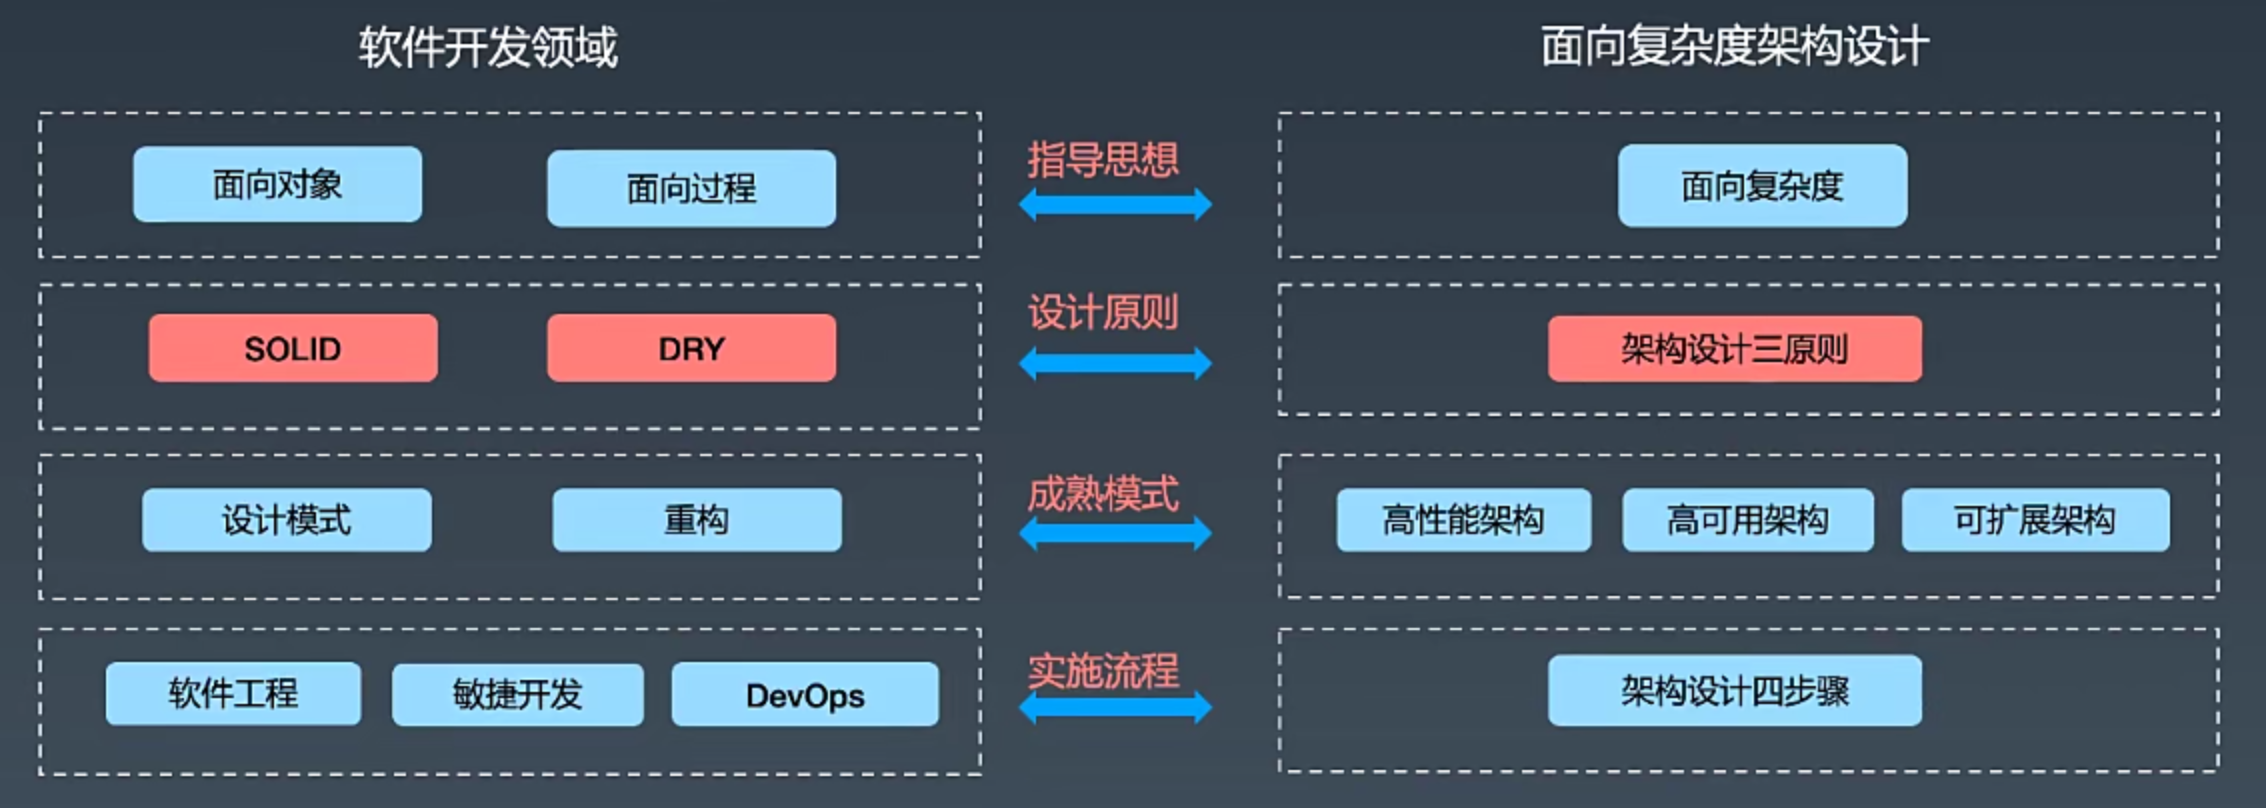 软件开发领域
面向复杂度架构设计
面向对象
面向过程
指导思想
面向复杂度
SOLID
DRY
设计原则
架构设计三原则
设计模式
重构
成熟模式
高性能架构
高可用架构
可扩展架构
软件工程
敏捷开发
DevOps
实施流程
架构设计四步骤